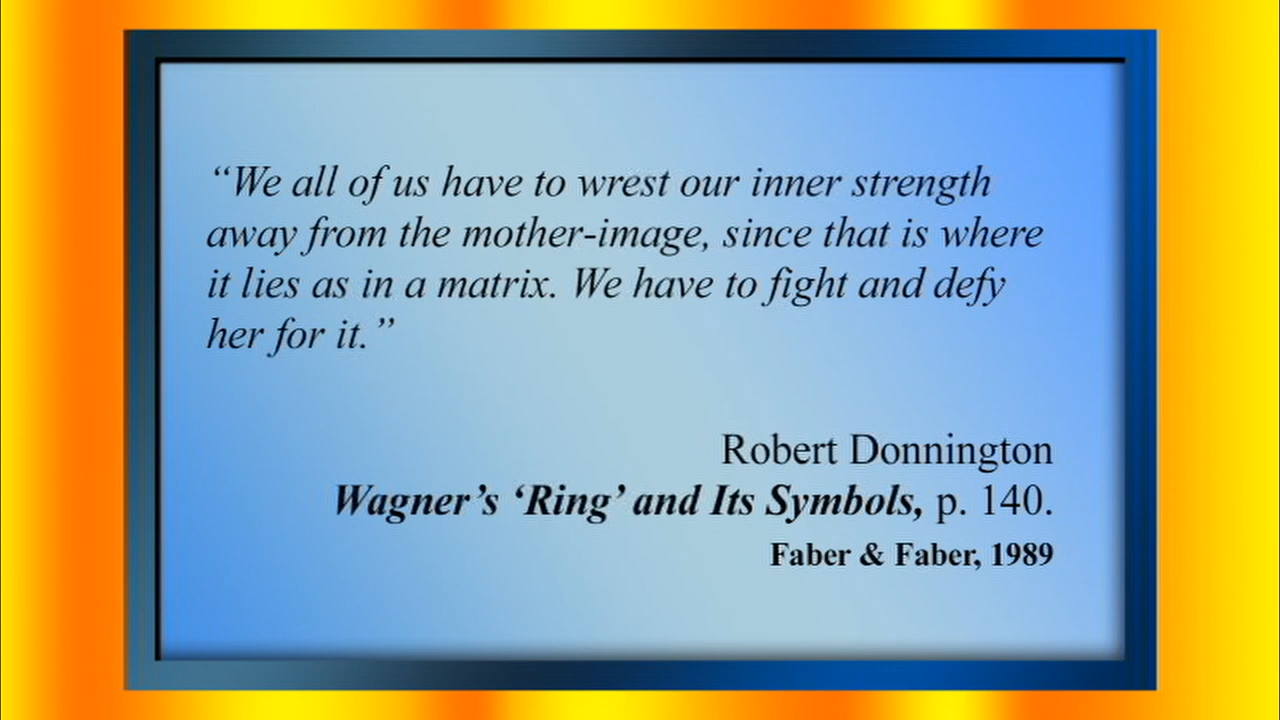 “We all of us have to wrest our inner strength
away from the mother-image, since that is where
it lies as in a matrix. We have to fight and defy
her for it.”
Robert Donnington
Wagner’s ‘Ring’ and Its Symbols, p. 140.
Faber & Faber, 1989